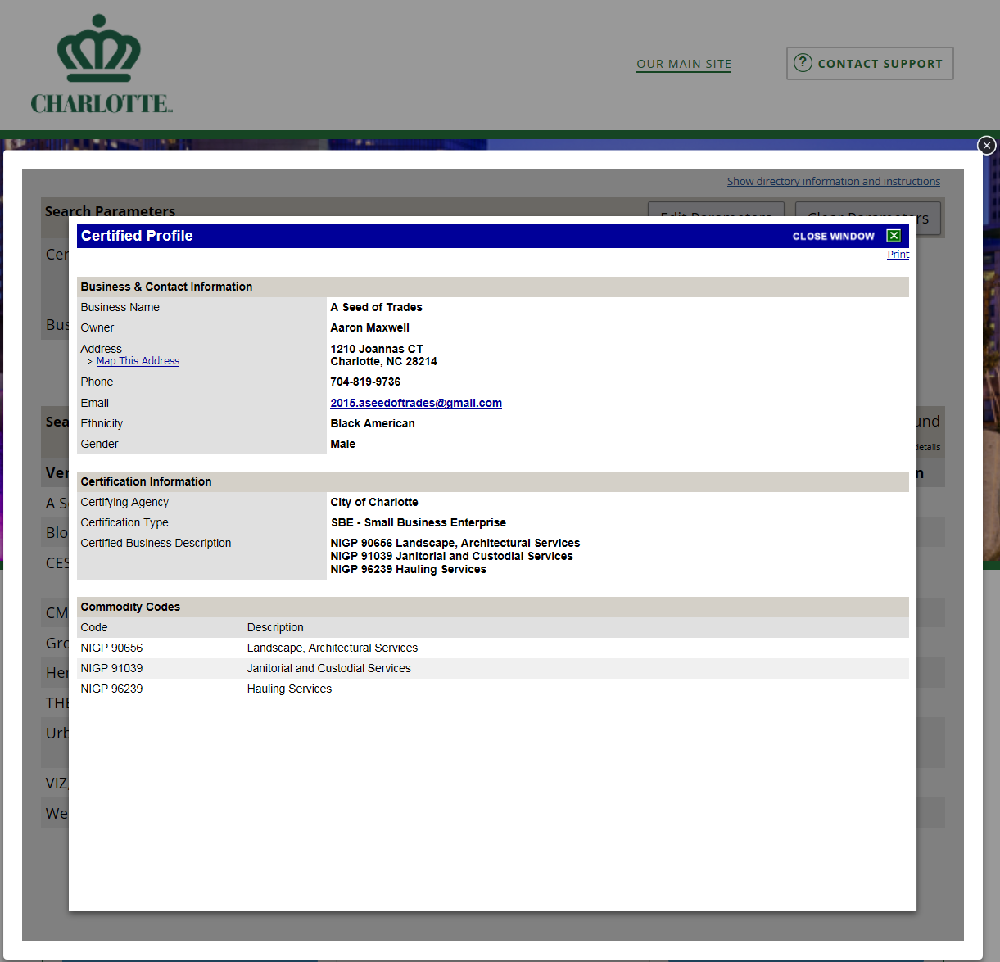 CHARLOTTE
OUR MAIN SITE
? CONTACT SUPPORT
Show directory information and instructions
Search Parameters
Certified Profile
CLOSE WINDOW
Print
Business & Contact Information
Business Name A Seed of Trades
Owner Aaron Maxwell
Address 1210 Joannas CT
> Map This Address Charlotte, NC 28214
Phone 704-819-9736
Email 2015.aseedoftrades@gmail.com
Ethnicity Black American
Gender Male
Certification Information
Certifying Agency City of Charlotte
Certification Type SBE - Small Business Enterprise
Certified Business Description NIGP 90656 Landscape, Architectural Services
NIGP 91039 Janitorial and Custodial Services
NIGP 96239 Hauling Services
Commodity Codes
Code Description
NIGP 90656 Landscape, Architectural Services
NIGP 91039 Janitorial and Custodial Services
NIGP 96239 Hauling Services